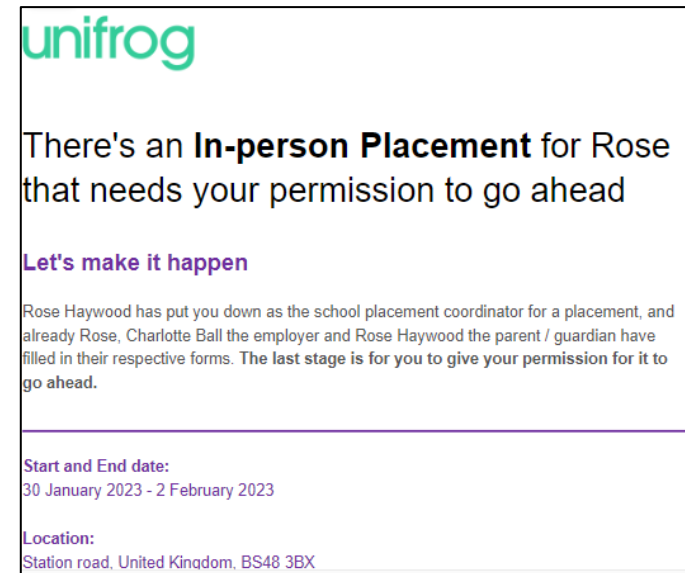 unifrog
There's an In-person Placement for Rose
that needs your permission to go ahead
Let's make it happen
Rose Haywood has put you down as the school placement coordinator for a placement, and
already Rose, Charlotte Ball the employer and Rose Haywood the parent / guardian have
filled in their respective forms. The last stage is for you to give your permission for it to
go ahead.
Start and End date:
30 January 2023 - 2 February 2023
Location:
Station road, United Kingdom, BS48 3BX